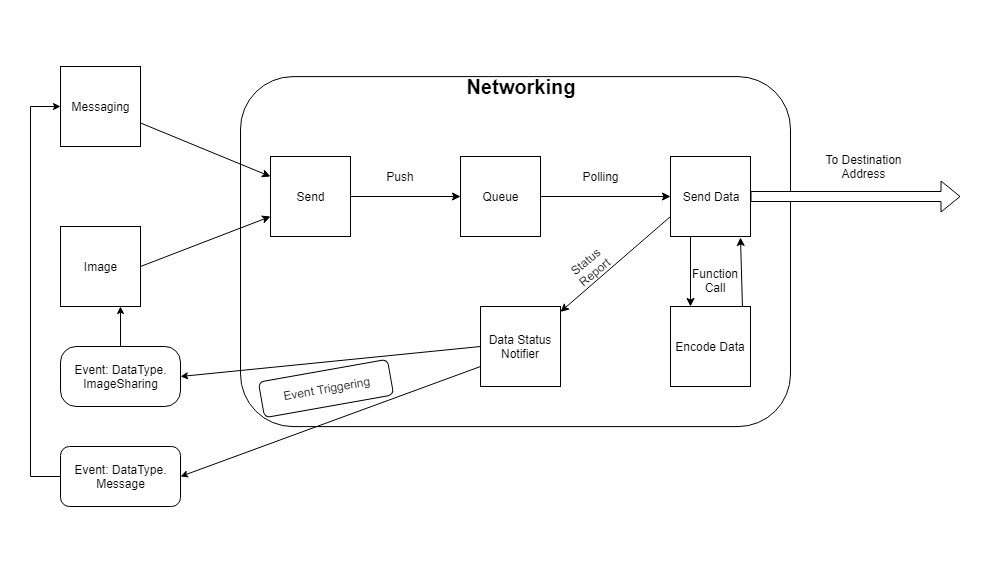 Networking
Messaging
To Destination
Address
Send
Push
Queue
Polling
Send Data
Image
Status
Report
Function
Call
Data Status
Notifier
Encode Data
Event: DataType.
ImageSharing
Event Triggering
Event: DataType.
Message